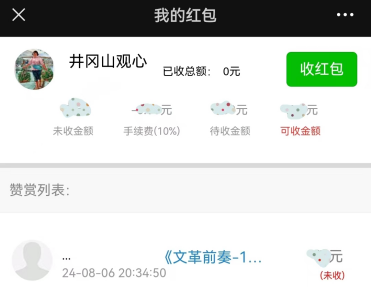 我的红包
井冈山观心
已收总额： 0元
收红包
元 元 元
未收金额 手续费(10%) 待收金额 可收金额
赞赏列表：
... 《文革前奏-1... 元
24-08-06 20:34:50 (未收)